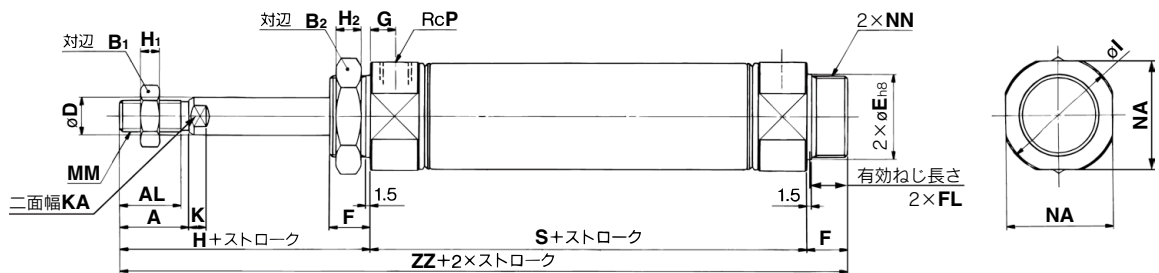 対辺 B₂ H₂ G RcP 2×NN
対辺 B₁ H₁
øI
øD
2×øEh8
NA
MM
二面幅KA
AL
A K
1.5
F
1.5
有効ねじ長さ
2×FL
F
H+ストローク
S+ストローク
ZZ+2×ストローク
NA